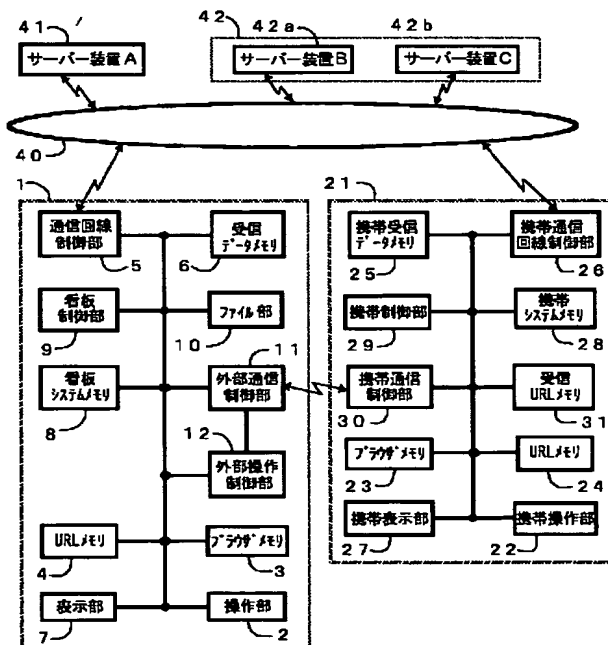 41
サーバー装置A
42
42a
42b
サーバー装置B
サーバー装置C
40
1
通信回線
制御部
5
受信
データメモリ
6
看板
制御部
9
ファイル部
10
看板
システムメモリ
8
外部通信
制御部
11
12
外部操作
制御部
URLメモリ
4
ブラウザメモリ
3
表示部
7
操作部
2
21
携帯受信
データメモリ
25
携帯通信
回線制御部
26
携帯制御部
29
携帯
システムメモリ
28
携帯通信
制御部
30
受信
URLメモリ
31
ブラウザメモリ
23
URLメモリ
24
携帯表示部
27
携帯操作部
22